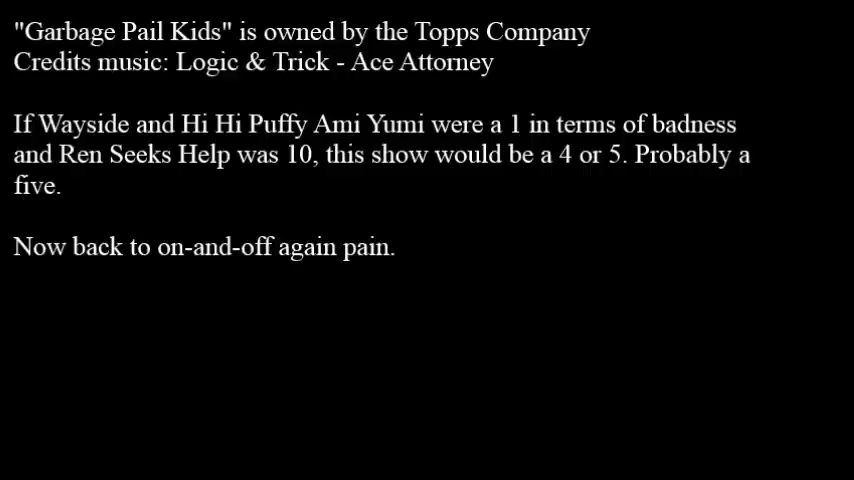 "Garbage Pail Kids" is owned by the Topps Company
Credits music: Logic & Trick - Ace Attorney
If Wayside and Hi Hi Puffy Ami Yumi were a 1 in terms of badness
and Ren Seeks Help was 10, this show would be a 4 or 5. Probably a
five.
Now back to on-and-off again pain.